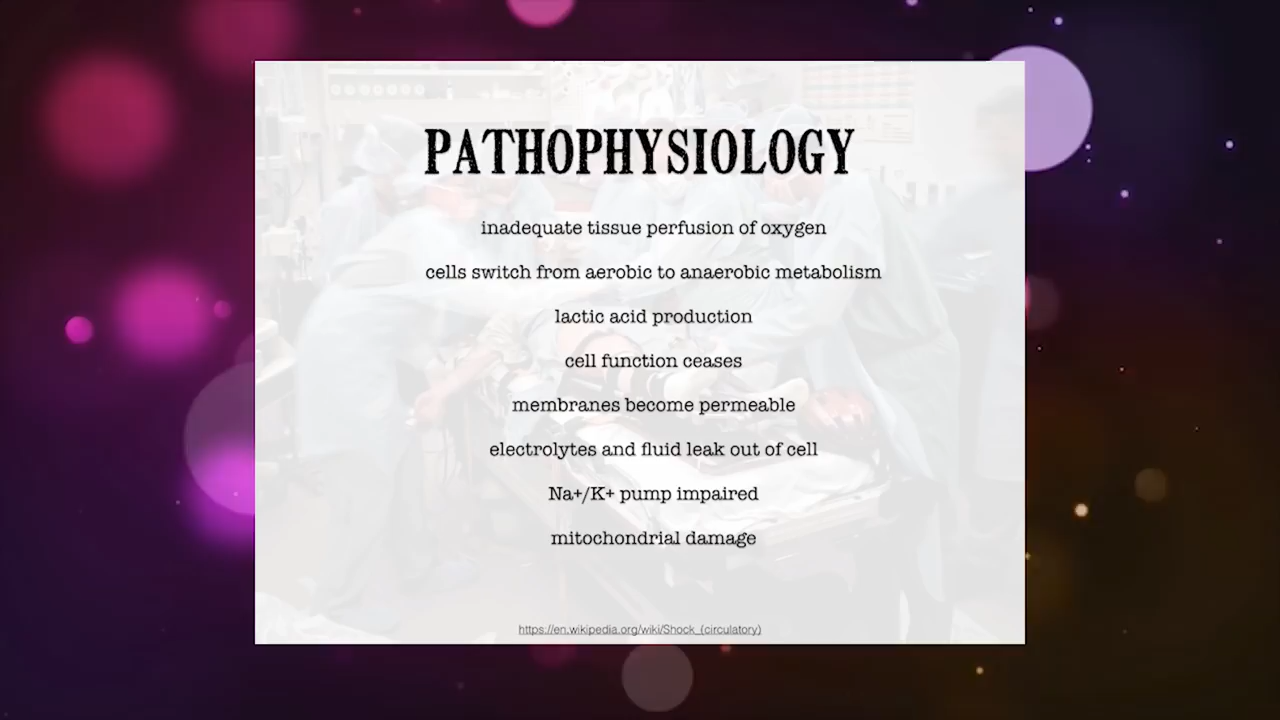 PATHOPHYSIOLOGY
inadequate tissue perfusion of oxygen
cells switch from aerobic to anaerobic metabolism
lactic acid production
cell function ceases
membranes become permeable
electrolytes and fluid leak out of cell
Na+/K+ pump impaired
mitochondrial damage
https://en.wikipedia.org/wiki/Shock_(circulatory)